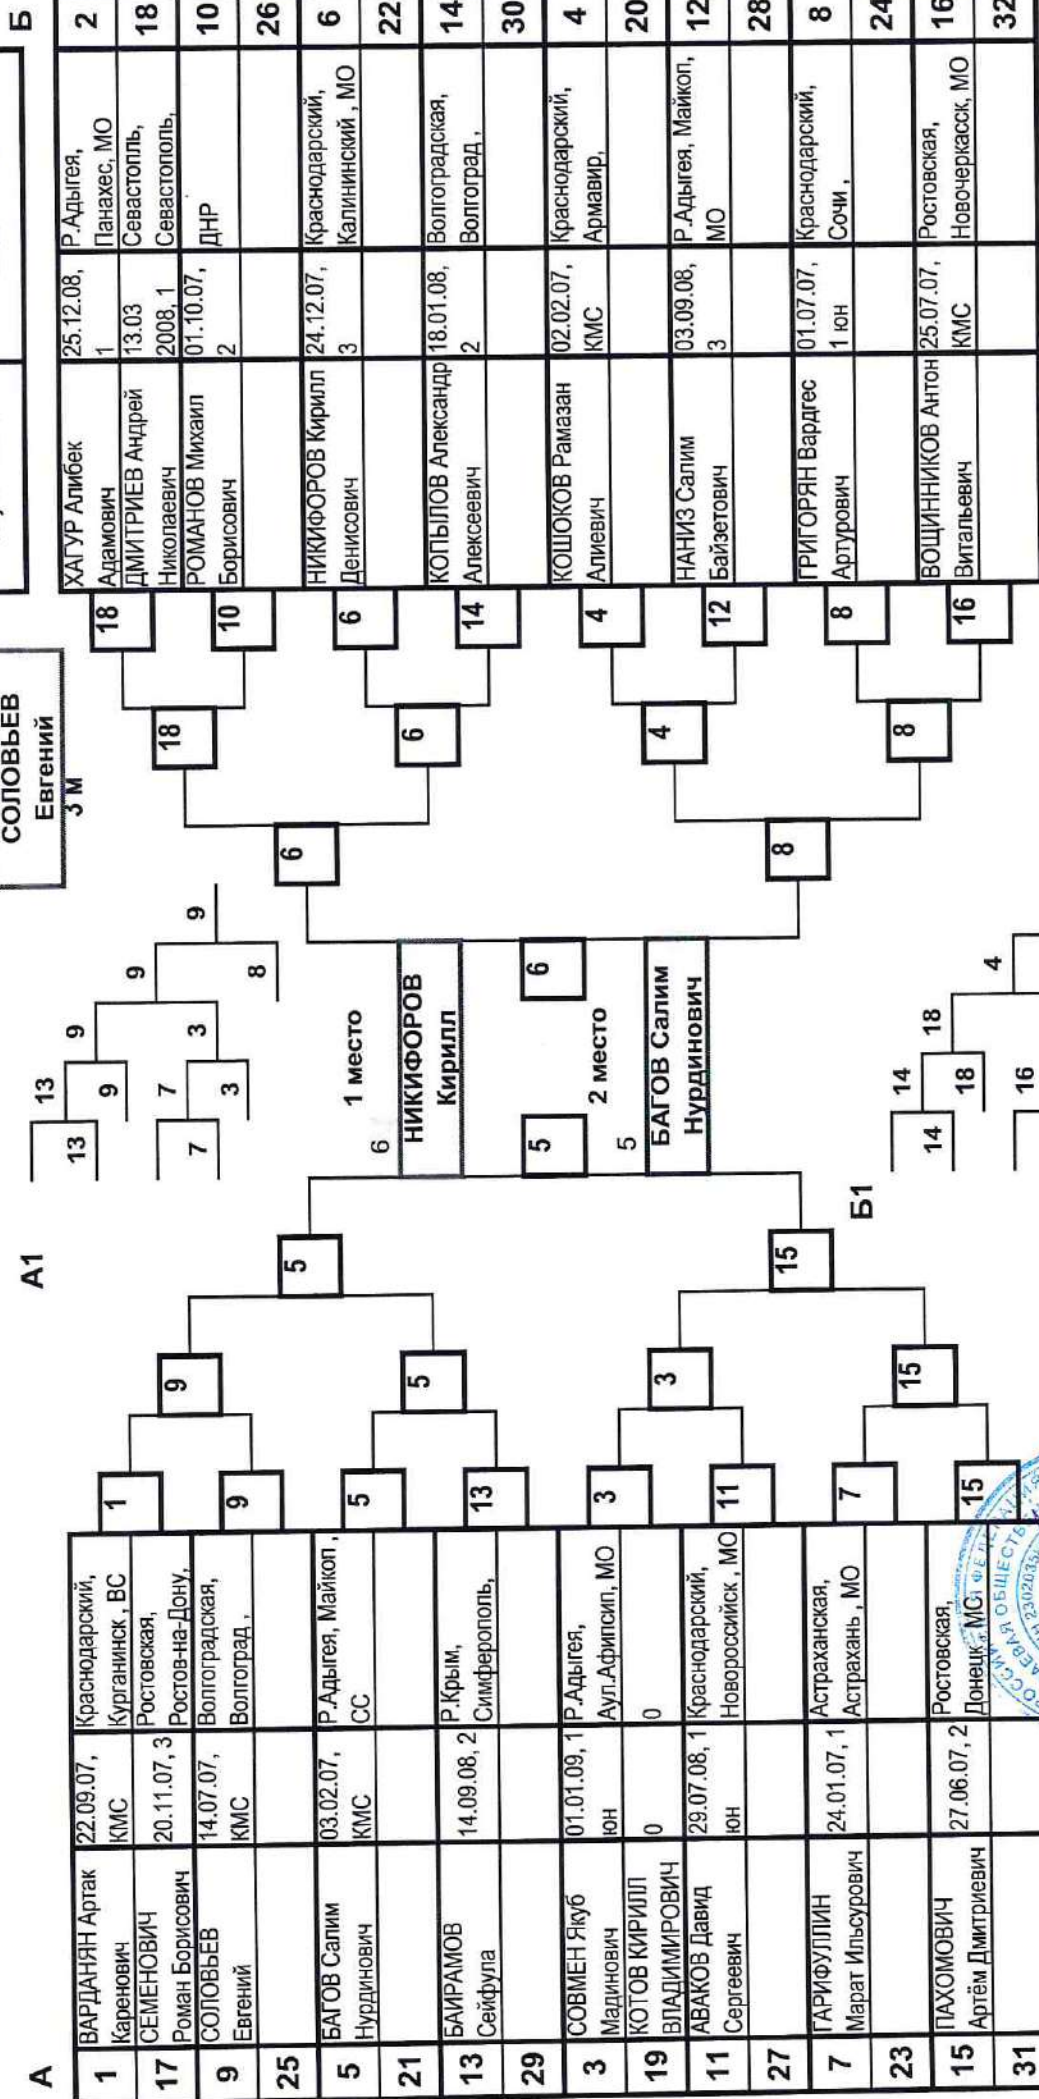 А
1
ВАРДАНЯН Артак
Каренович
22.09.07,
КМС
Краснодарский,
Курганинск , ВС
17
СЕМЕНОВИЧ
Роман Борисович
20.11.07, 3
Ростовская,
Ростов-на-Дону,
9
СОЛОВЬЕВ
Евгений
14.07.07,
КМС
Волгоградская,
Волгоград ,
25
5
БАГОВ Салим
Нурдинович
03.02.07,
КМС
Р.Адыгея, Майкоп ,
СС
21
13
БАИРАМОВ
Сейфула
14.09.08, 2
Р.Крым,
Симферополь,
29
3
СОВМЕН Якуб
Мадинович
01.01.09, 1
юн
Р.Адыгея,
Аул.Афипсип, МО
19
КОТОВ КИРИЛЛ
ВЛАДИМИРОВИЧ
0
0
11
АВАКОВ Давид
Сергеевич
29.07.08, 1
юн
Краснодарский,
Новороссийск , МО
27
7
ГАРИФУЛЛИН
Марат Ильсурович
24.01.07, 1
Астраханская,
Астрахань , МО
23
15
ПАХОМОВИЧ
Артём Дмитриевич
27.06.07, 2
Ростовская,
Донецк , МО
31
1
9
9
5
5
13
5
3
3
11
15
7
15
15
А1
13
13
9
9
7
7
3
3
9
8
9
1 место
6
НИКИФОРОВ
Кирилл
5
6
2 место
5
БАГОВ Салим
Нурдинович
Б1
14
14
18
18
16
4
СОЛОВЬЕВ
Евгений
3 м
6
8
18
6
4
8
18
10
6
14
4
12
8
16
Б
ХАГУР Алибек
Адамович
25.12.08,
1
Р.Адыгея,
Панахес, МО
2
ДМИТРИЕВ Андрей
Николаевич
13.03
2008, 1
Севастопль,
Севастополь,
18
РОМАНОВ Михаил
Борисович
01.10.07,
2
ДНР
10
26
НИКИФОРОВ Кирилл
Денисович
24.12.07,
3
Краснодарский,
Калининский , МО
6
22
КОПЫЛОВ Александр
Алексеевич
18.01.08,
2
Волгоградская,
Волгоград ,
14
30
КОШОКОВ Рамазан
Алиевич
02.02.07,
КМС
Краснодарский,
Армавир,
4
20
НАНИЗ Салим
Байзетович
03.09.08,
3
Р.Адыгея, Майкоп,
МО
12
28
ГРИГОРЯН Вардгес
Артурович
01.07.07,
1 юн
Краснодарский,
Сочи ,
8
24
ВОЩИННИКОВ Антон
Витальевич
25.07.07,
КМС
Ростовская,
Новочеркасск, МО
16
32